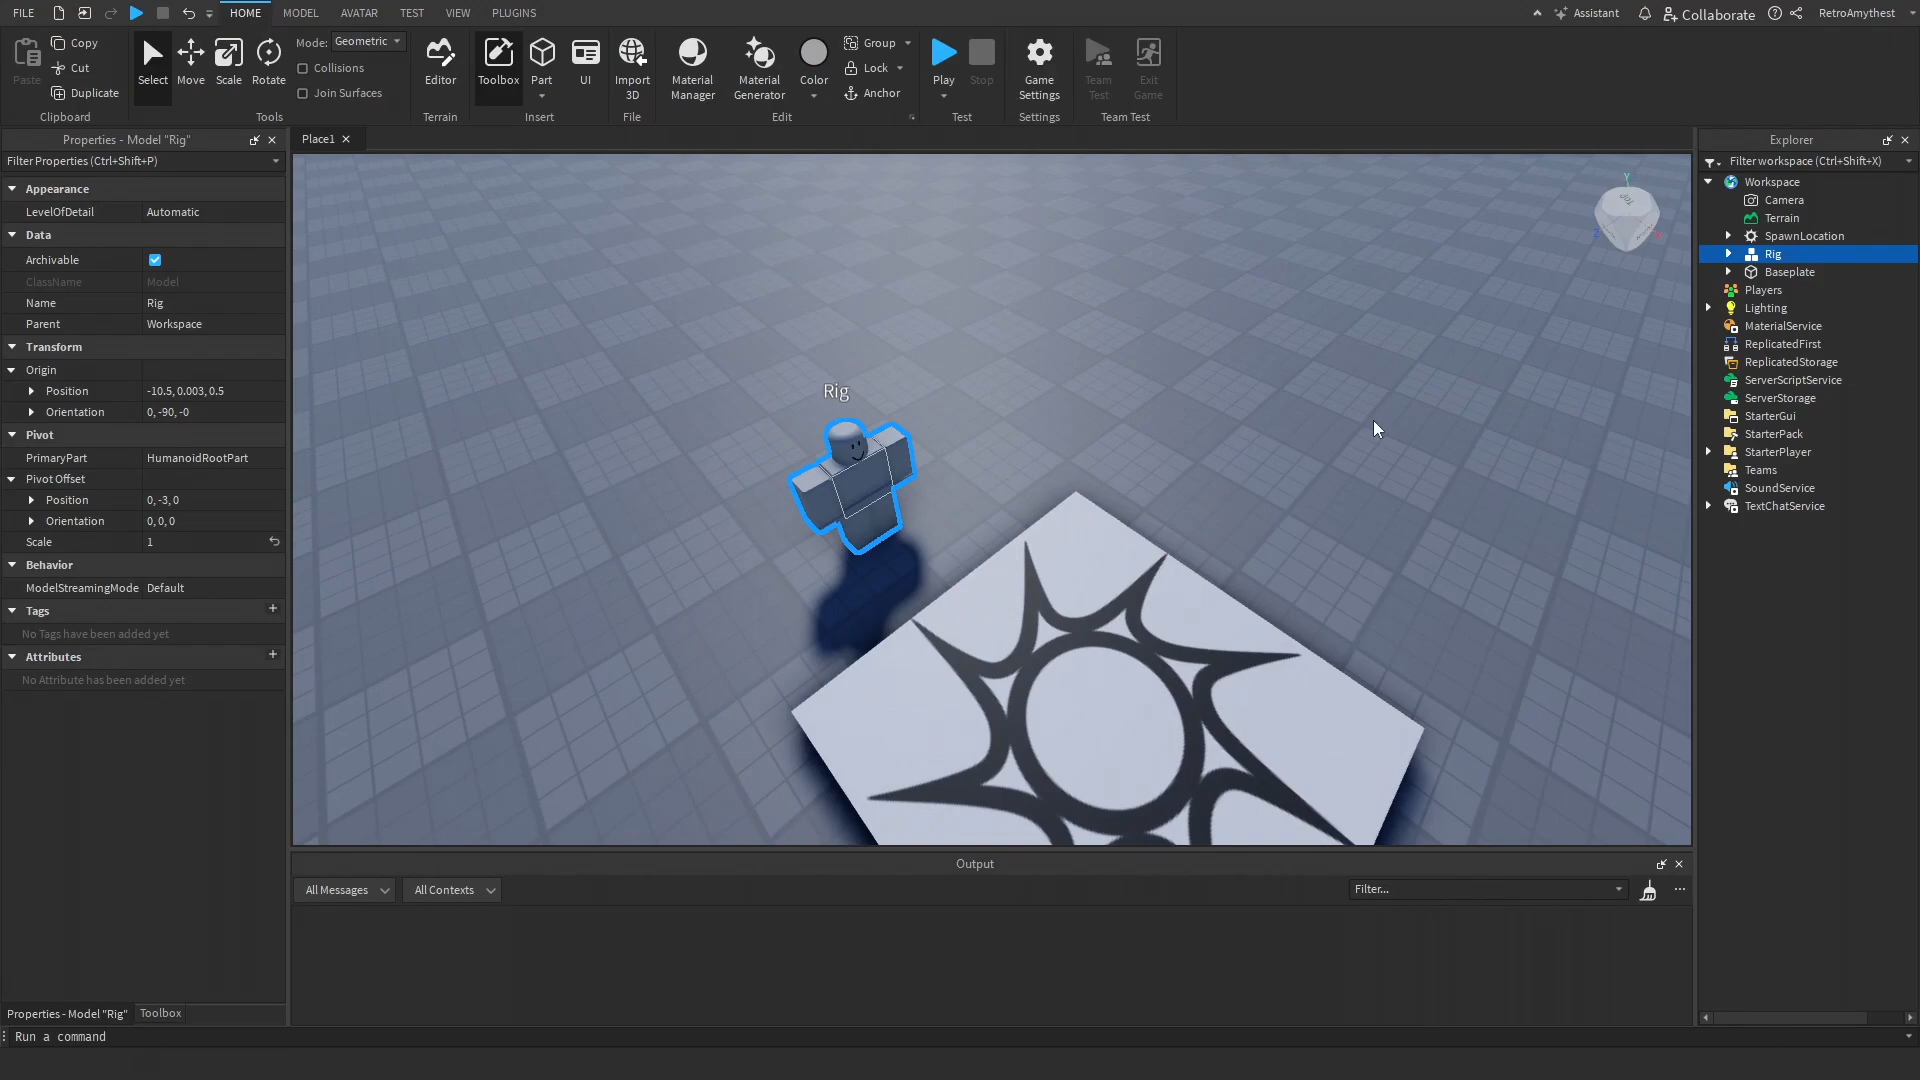 FILE HOME MODEL AVATAR TEST VIEW PLUGINS Assistant Collaborate RetroAmythest
Paste Copy Cut Duplicate
Clipboard
Select Move Scale Rotate Mode: Geometric
Collisions
Join Surfaces
Tools
Editor
Terrain
Toolbox Part UI
Insert
Import 3D
File
Material Manager Material Generator Color Group Lock Anchor
Edit
Play Stop
Test
Game Settings
Settings
Team Test Exit Game
Team Test
Properties - Model "Rig"
Filter Properties (Ctrl+Shift+P)
Appearance
LevelOfDetail Automatic
Data
Archivable
ClassName Model
Name Rig
Parent Workspace
Transform
Origin
Position -10.5, 0.003, 0.5
Orientation 0, -90, -0
Pivot
PrimaryPart HumanoidRootPart
Pivot Offset
Position 0, -3, 0
Orientation 0, 0, 0
Scale 1
Behavior
ModelStreamingMode Default
Tags +
No Tags have been added yet
Attributes +
No Attribute has been added yet
Properties - Model "Rig" Toolbox
Run a command
Place1
Rig
Y
Top
Output
All Messages All Contexts Filter...
Explorer
Filter workspace (Ctrl+Shift+X)
Workspace
Camera
Terrain
SpawnLocation
Rig
Baseplate
Players
Lighting
MaterialService
ReplicatedFirst
ReplicatedStorage
ServerScriptService
ServerStorage
StarterGui
StarterPack
StarterPlayer
Teams
SoundService
TextChatService